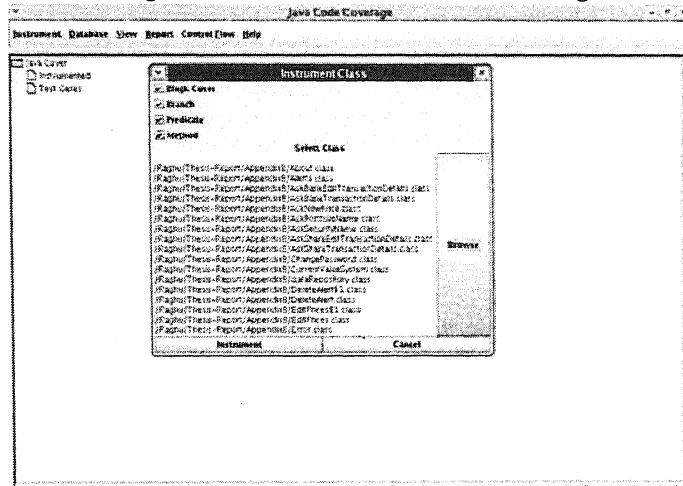 Java Code Coverage
Instrument Database View Report Control Flow Help
Java Cover
Instrumented
Test Cases
Instrument Class
Block Cover
Branch
Predicate
Method
Select Class
/Raghu/Thesis-Report/AppendixB/About.class
/Raghu/Thesis-Report/AppendixB/Alerts.class
/Raghu/Thesis-Report/AppendixB/AskBankEditTransactionDetails.class
/Raghu/Thesis-Report/AppendixB/AskBankTransactionDetails.class
/Raghu/Thesis-Report/AppendixB/AskNewPrice.class
/Raghu/Thesis-Report/AppendixB/AskPortfolioName.class
/Raghu/Thesis-Report/AppendixB/AskSecurityName.class
/Raghu/Thesis-Report/AppendixB/AskShareEditTransactionDetails.class
/Raghu/Thesis-Report/AppendixB/AskShareTransactionDetails.class
/Raghu/Thesis-Report/AppendixB/ChangePassword.class
/Raghu/Thesis-Report/AppendixB/CurrentValueSystem.class
/Raghu/Thesis-Report/AppendixB/dataRepository.class
/Raghu/Thesis-Report/AppendixB/DeleteAlert$1.class
/Raghu/Thesis-Report/AppendixB/DeleteAlert.class
/Raghu/Thesis-Report/AppendixB/EditPrices$1.class
/Raghu/Thesis-Report/AppendixB/EditPrices.class
/Raghu/Thesis-Report/AppendixB/Error.class
Browse
Instrument Cancel